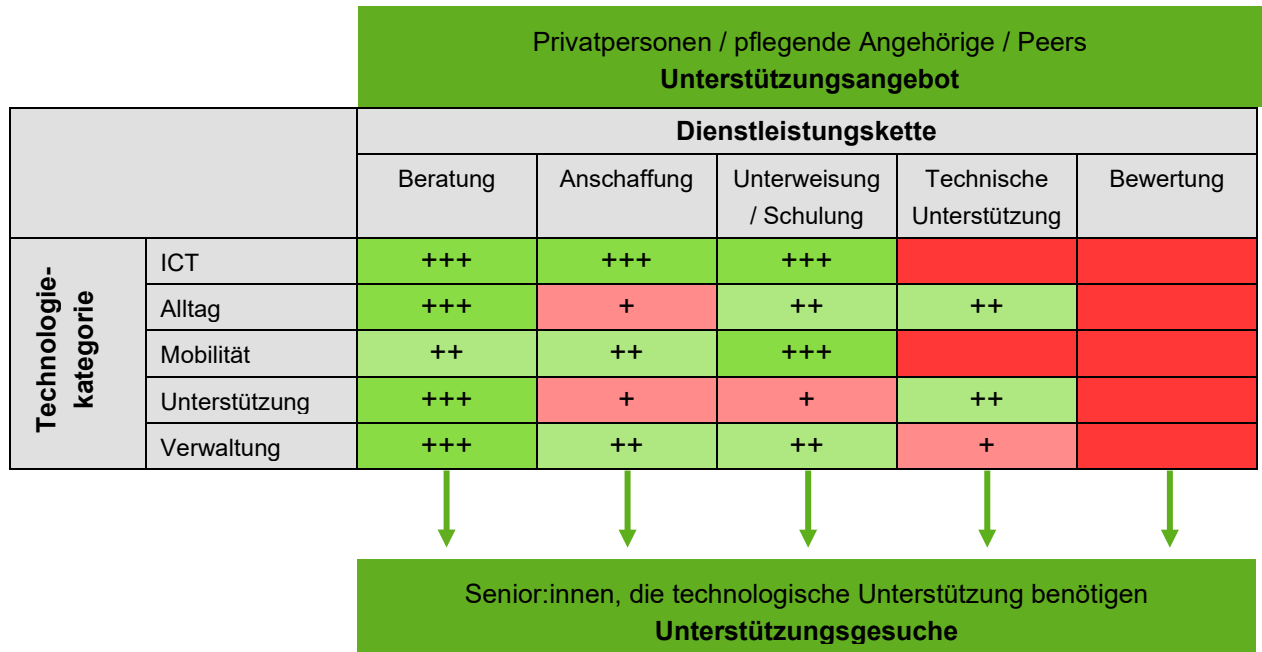 Privatpersonen / pflegende Angehörige / Peers
Unterstützungsangebot
Dienstleistungskette
Beratung
Anschaffung
Unterweisung
/ Schulung
Technische
Unterstützung
Bewertung
Technologie-
kategorie
ICT
+++
+++
+++
Alltag
+++
+
++
++
Mobilität
++
++
+++
Unterstützung
+++
+
+
++
Verwaltung
+++
++
++
+
Senior:innen, die technologische Unterstützung benötigen
Unterstützungsgesuche